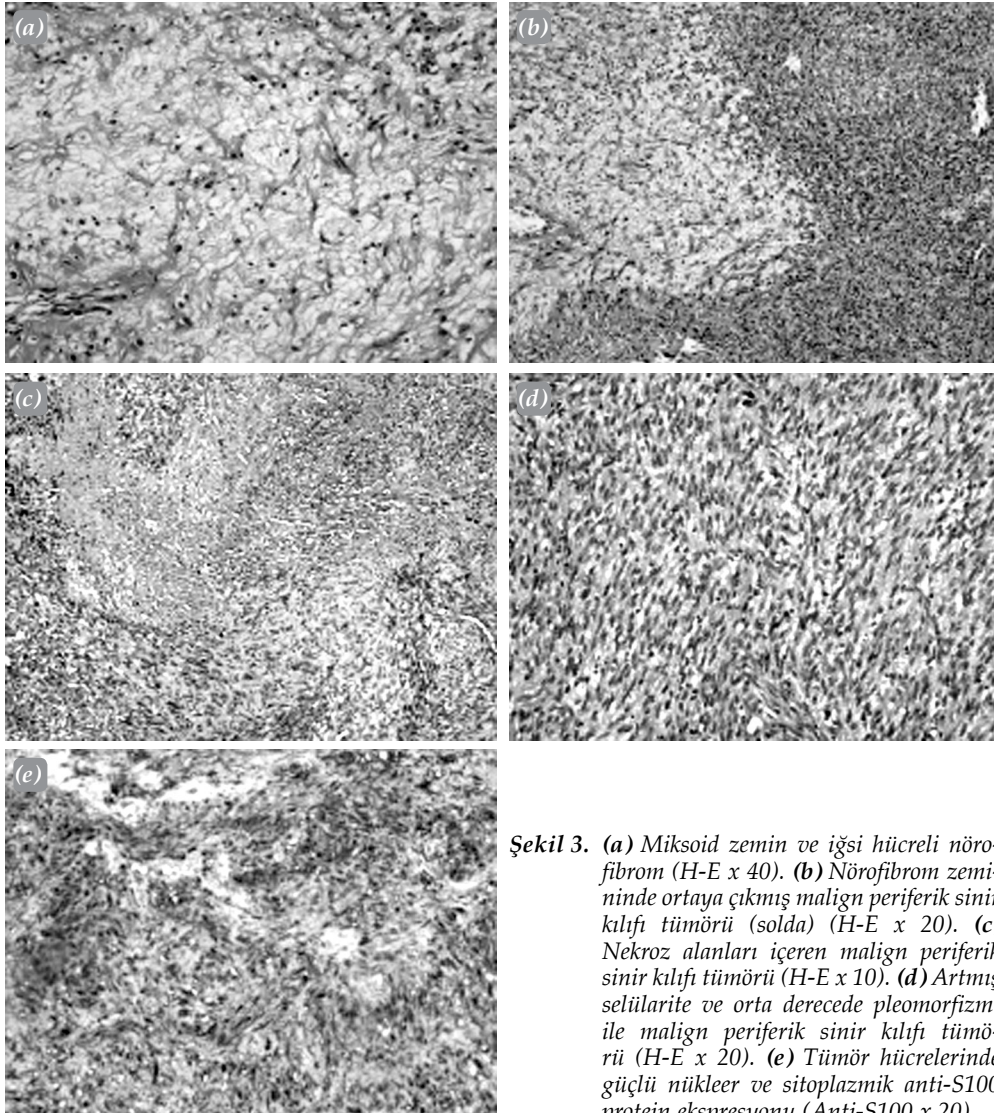 (a)
(b)
(c)
(d)
(e)
Şekil 3. (a) Miksoid zemin ve iğsi hücreli nöro-
fibrom (H-E x 40). (b) Nörofibrom zemi-
ninde ortaya çıkmış malign periferik sinir
kılıfı tümörü (solda) (H-E x 20). (c)
Nekroz alanları içeren malign periferik
sinir kılıfı tümörü (H-E x 10). (d) Artmış
selülarite ve orta derecede pleomorfizm
ile malign periferik sinir kılıfı tümö-
rü (H-E x 20). (e) Tümör hücrelerinde
güçlü nükleer ve sitoplazmik anti-S100
protein ekspresyonu (Anti-S100 x 20)